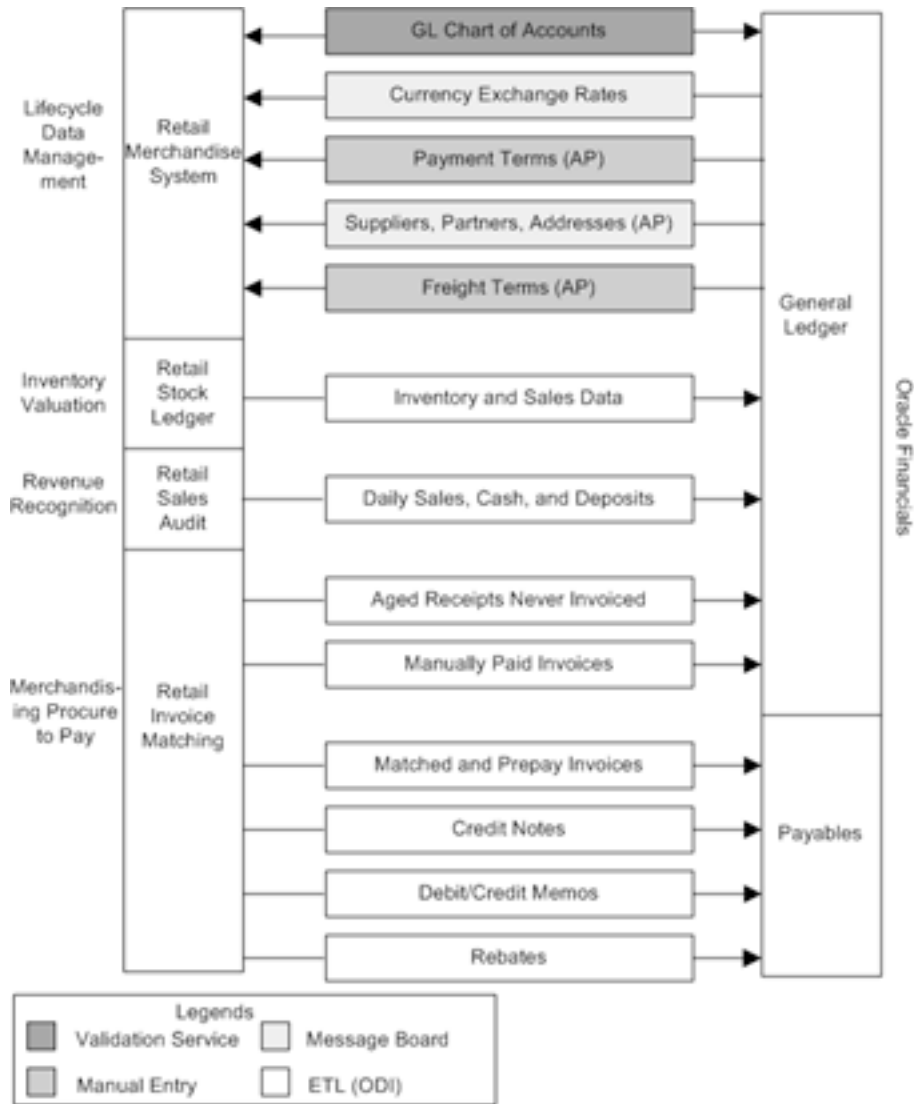 GL Chart of Accounts
Currency Exchange Rates
Payment Terms (AP)
Suppliers, Partners, Addresses (AP)
Freight Terms (AP)
Lifecycle
Data
Manage-
ment
Retail
Merchandise
System
General
Ledger
Inventory
Valuation
Retail
Stock
Ledger
Inventory and Sales Data
Oracle Financials
Revenue
Recognition
Retail
Sales
Audit
Daily Sales, Cash, and Deposits
Aged Receipts Never Invoiced
Manually Paid Invoices
Merchandis-
ing Procure
to Pay
Retail
Invoice
Matching
Matched and Prepay Invoices
Credit Notes
Debit/Credit Memos
Rebates
Payables
Legends
Validation Service
Message Board
Manual Entry
ETL (ODI)